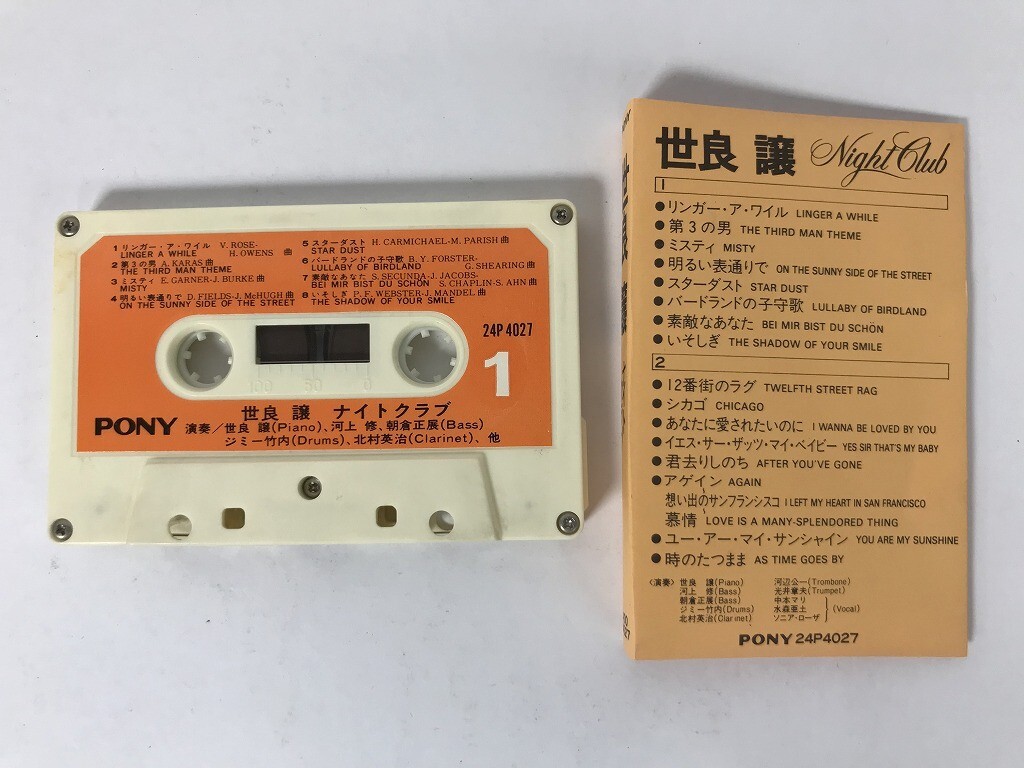 1 リンガー・ア・ワイル V. ROSE-
LINGER A WHILE H. OWENS 曲
2 第3の男 A. KARAS 曲
THE THIRD MAN THEME
3 ミスティ E. GARNER-J. BURKE 曲
MISTY
4 明るい表通りで D. FIELDS-J. McHUGH 曲
ON THE SUNNY SIDE OF THE STREET
5 スターダスト H. CARMICHAEL-M. PARISH 曲
STAR DUST
6 バードランドの子守歌 B. Y. FORSTER-
LULLABY OF BIRDLAND G. SHEARING 曲
7 素敵なあなた S. SECUNDA-J. JACOBS-
BEI MIR BIST DU SCHÖN S. CHAPLIN-S. AHN 曲
8 いそしぎ P. F. WEBSTER-J. MANDEL 曲
THE SHADOW OF YOUR SMILE
24P4027
1
100 50 0
PONY
世良 譲 ナイトクラブ
演奏/世良 譲(Piano)、河上 修、朝倉正展(Bass)
ジミー竹内(Drums)、北村英治(Clarinet)、他
世良 譲 Night Club
1
●リンガー・ア・ワイル LINGER A WHILE
●第3の男 THE THIRD MAN THEME
●ミスティ MISTY
●明るい表通りで ON THE SUNNY SIDE OF THE STREET
●スターダスト STAR DUST
●バードランドの子守歌 LULLABY OF BIRDLAND
●素敵なあなた BEI MIR BIST DU SCHÖN
●いそしぎ THE SHADOW OF YOUR SMILE
2
●12番街のラグ TWELFTH STREET RAG
●シカゴ CHICAGO
●あなたに愛されたいのに I WANNA BE LOVED BY YOU
●イエス・サー・ザッツ・マイ・ベイビー YES SIR THAT'S MY BABY
●君去りしのち AFTER YOU'VE GONE
●アゲイン AGAIN
想い出のサンフランシスコ I LEFT MY HEART IN SAN FRANCISCO
慕情 LOVE IS A MANY-SPLENDORED THING
●ユー・アー・マイ・サンシャイン YOU ARE MY SUNSHINE
●時のたつまま AS TIME GOES BY
〈演奏〉世良 譲(Piano) 河辺公一(Trombone)
河上 修(Bass) 光井章夫(Trumpet)
朝倉正展(Bass) 中本マリ
ジミー竹内(Drums) 水森亜土 (Vocal)
北村英治(Clarinet) ソニア・ローザ
PONY 24P4027